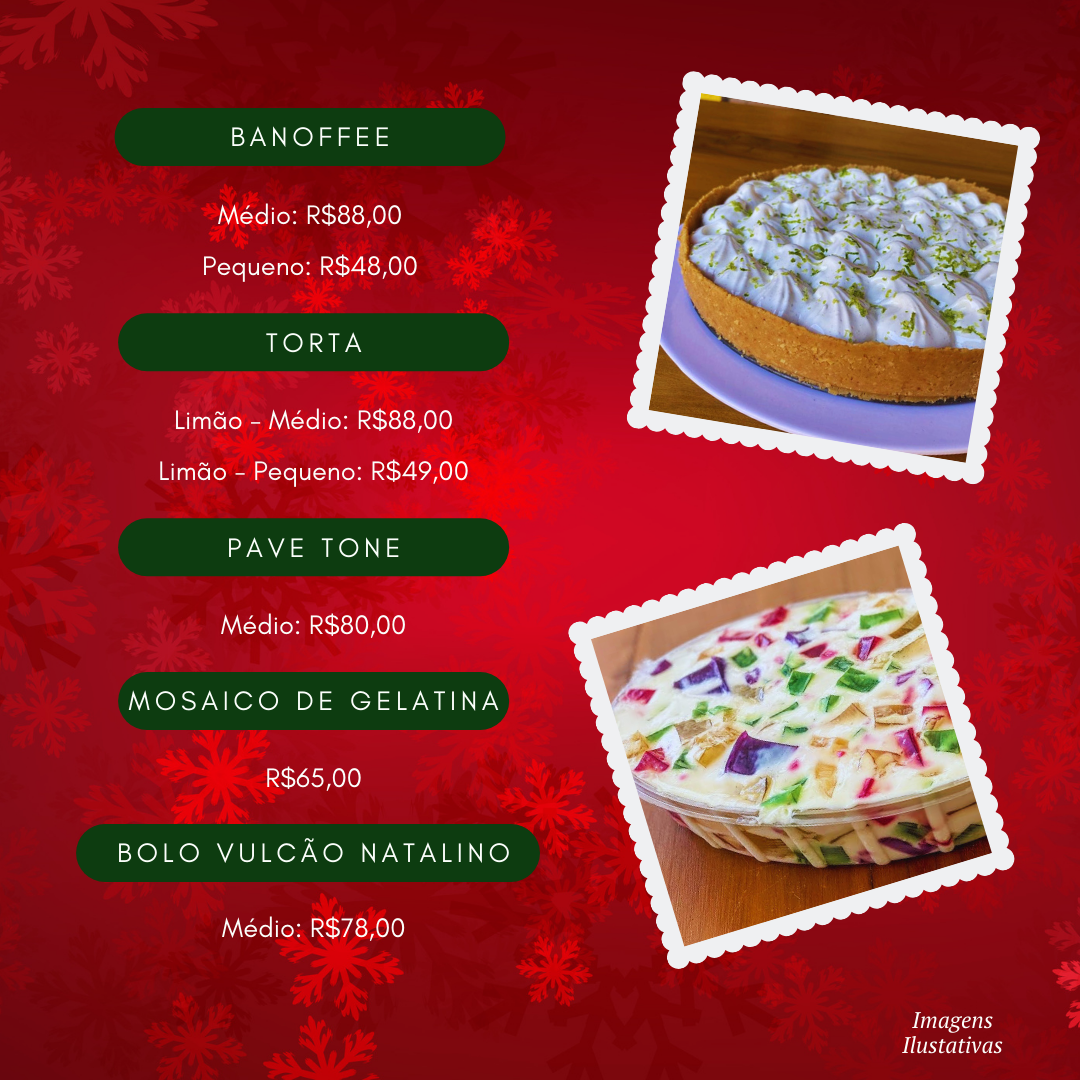 BANOFFEE
Médio: R$88,00
Pequeno: R$48,00
TORTA
Limão - Médio: R$88,00
Limão - Pequeno: R$49,00
PAVE TONE
Médio: R$80,00
MOSAICO DE GELATINA
R$65,00
BOLO VULCÃO NATALINO
Médio: R$78,00
Imagens
Ilustativas